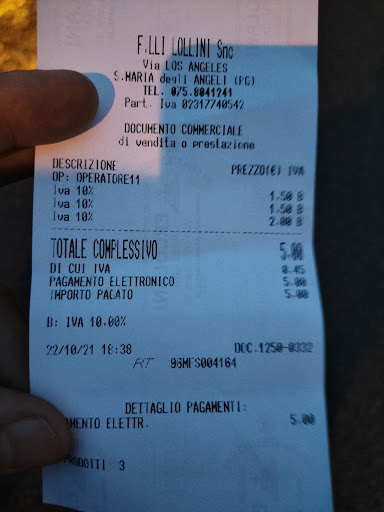 F.LLI LOLLINI Snc
Via LOS ANGELES
S.MARIA degli ANGELI (PG)
TEL. 075.8041241
Part. Iva 02317740542
DOCUMENTO COMMERCIALE
di vendita o prestazione
DESCRIZIONE PREZZO(€) IVA
OP: OPERATORE11
Iva 10% 1.50 B
Iva 10% 1.50 B
Iva 10% 2.00 B
TOTALE COMPLESSIVO 5.00
DI CUI IVA 0.45
PAGAMENTO ELETTRONICO 5.00
IMPORTO PAGATO 5.00
B: IVA 10.00%
22/10/21 18:38 DOC.1250-0332
RT 96MFS004164
DETTAGLIO PAGAMENTI:
AMENTO ELETTR. 5.00
PRODOTTI 3